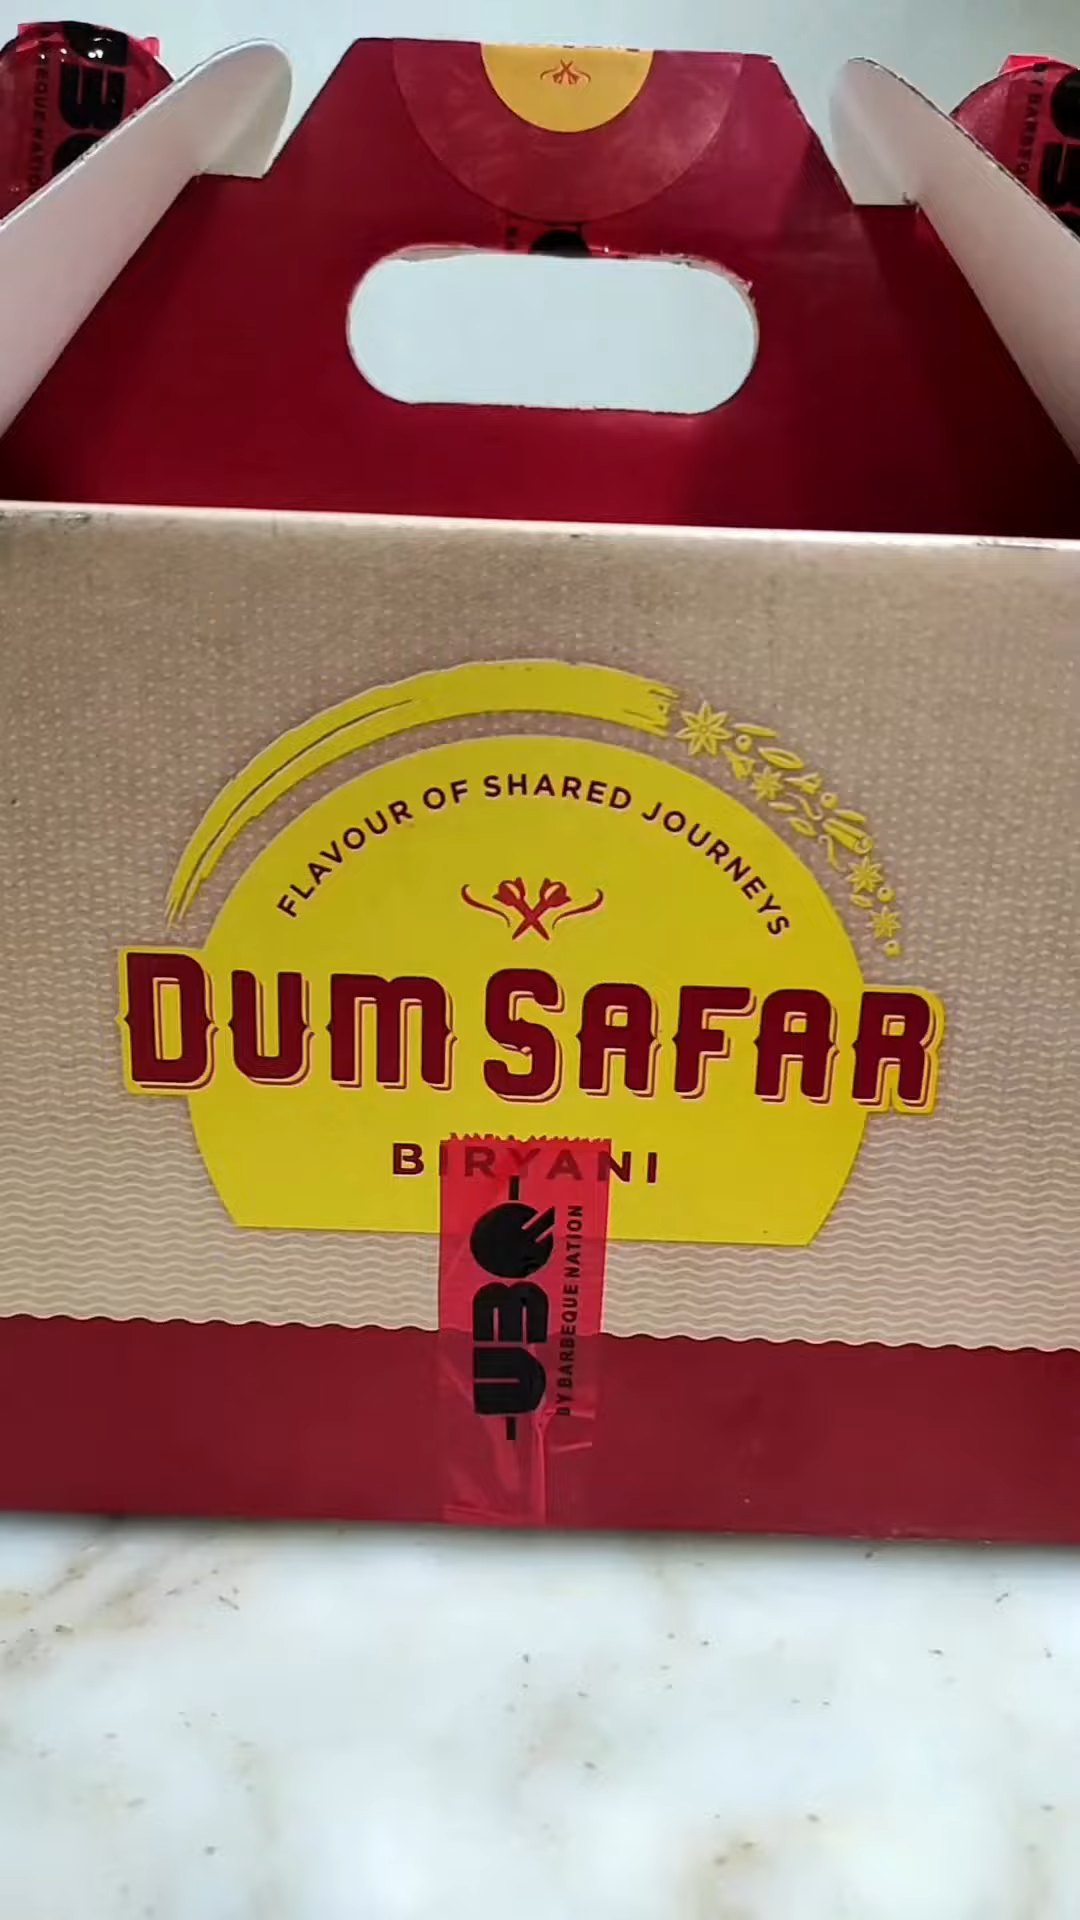 FLAVOUR OF SHARED JOURNEYS
DUM SAFAR
BIRYANI
UBQ
BY BARBEQUE NATION